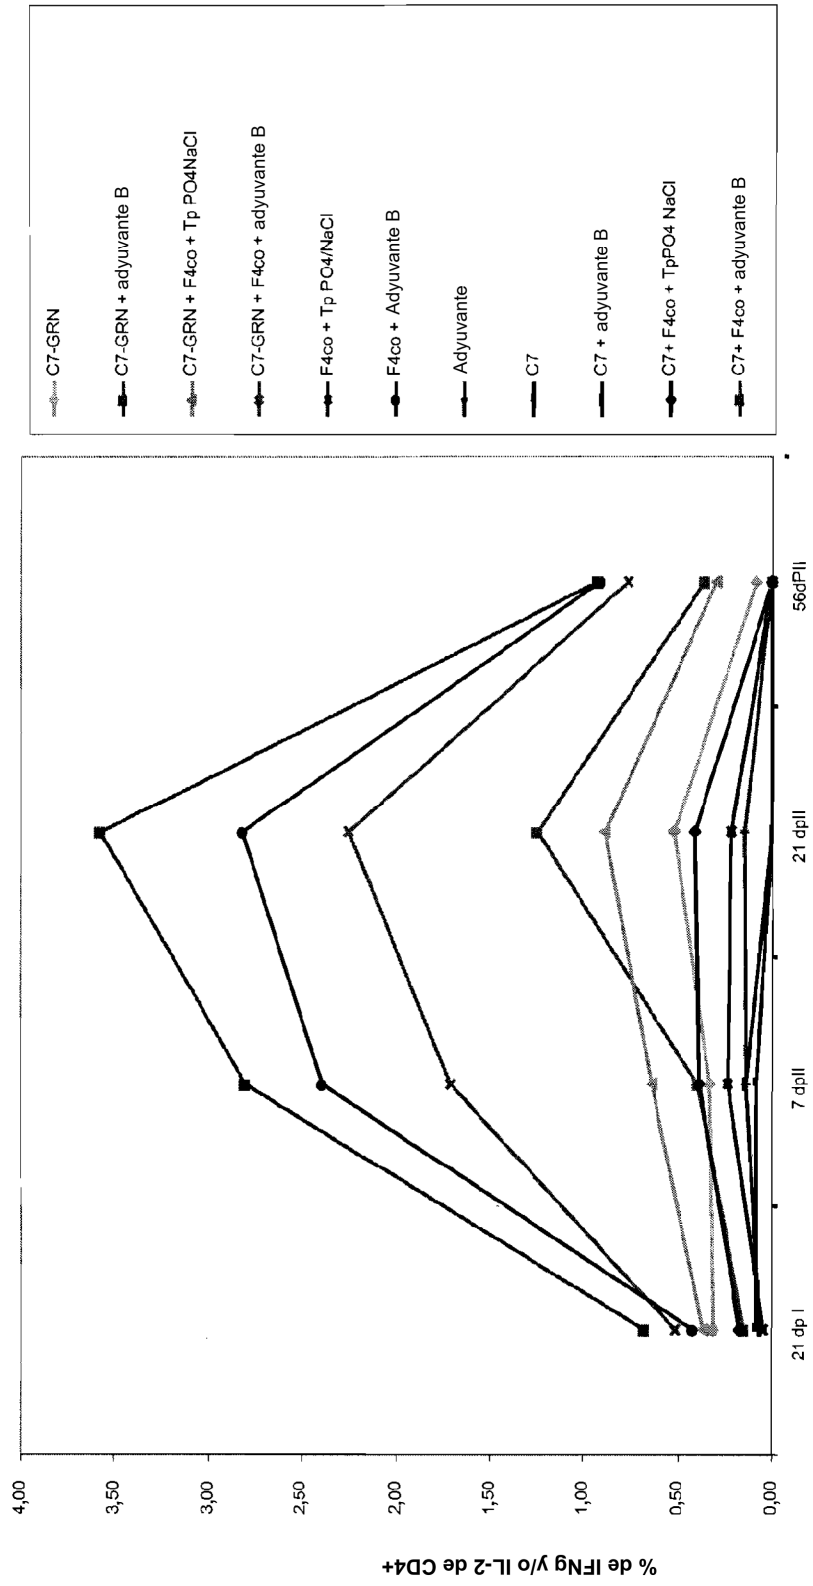 % de IFNg y/o IL-2 de CD4+
4,00
3,50
3,00
2,50
2,00
1,50
1,00
0,50
0,00
21 dp I
7 dpII
21 dpII
56dPIi
C7-GRN
C7-GRN + adyuvante B
C7-GRN + F4co + Tp PO4NaCl
C7-GRN + F4co + adyuvante B
F4co + Tp PO4/NaCl
F4co + Adyuvante B
Adyuvante
C7
C7 + adyuvante B
C7+ F4co + TpPO4 NaCl
C7+ F4co + adyuvante B